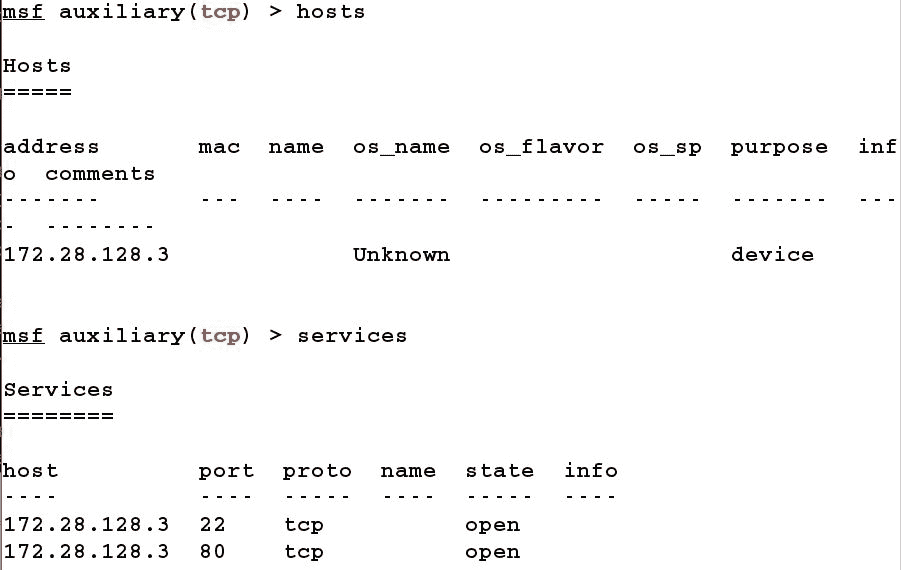 msf auxiliary(tcp) > hosts
Hosts
=====
address       mac  name  os_name  os_flavor  os_sp  purpose  inf
o  comments
-------       ---  ----  -------  ---------  -----  -------  ---
-  --------
172.28.128.3             Unknown                    device
msf auxiliary(tcp) > services
Services
========
host          port  proto  name  state  info
----          ----  -----  ----  -----  ----
172.28.128.3  22    tcp          open
172.28.128.3  80    tcp          open